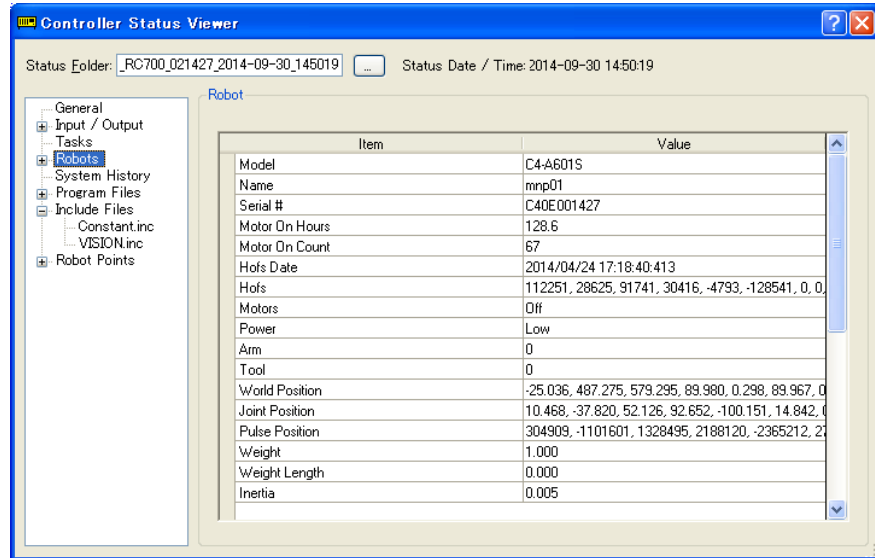 Controller Status Viewer
Status Folder: _RC700_021427_2014-09-30_145019 ... Status Date / Time: 2014-09-30 14:50:19
General
Input / Output
Tasks
Robots
System History
Program Files
Include Files
Constant.inc
VISION.inc
Robot Points
Robot
Item Value
Model C4-A601S
Name mnp01
Serial # C40E001427
Motor On Hours 128.6
Motor On Count 67
Hofs Date 2014/04/24 17:18:40:413
Hofs 112251, 28625, 91741, 30416, -4793, -128541, 0, 0,
Motors Off
Power Low
Arm 0
Tool 0
World Position -25.036, 487.275, 579.295, 89.980, 0.298, 89.967, 0
Joint Position 10.468, -37.820, 52.126, 92.652, -100.151, 14.842, 0
Pulse Position 304909, -1101601, 1328495, 2188120, -2365212, 27
Weight 1.000
Weight Length 0.000
Inertia 0.005